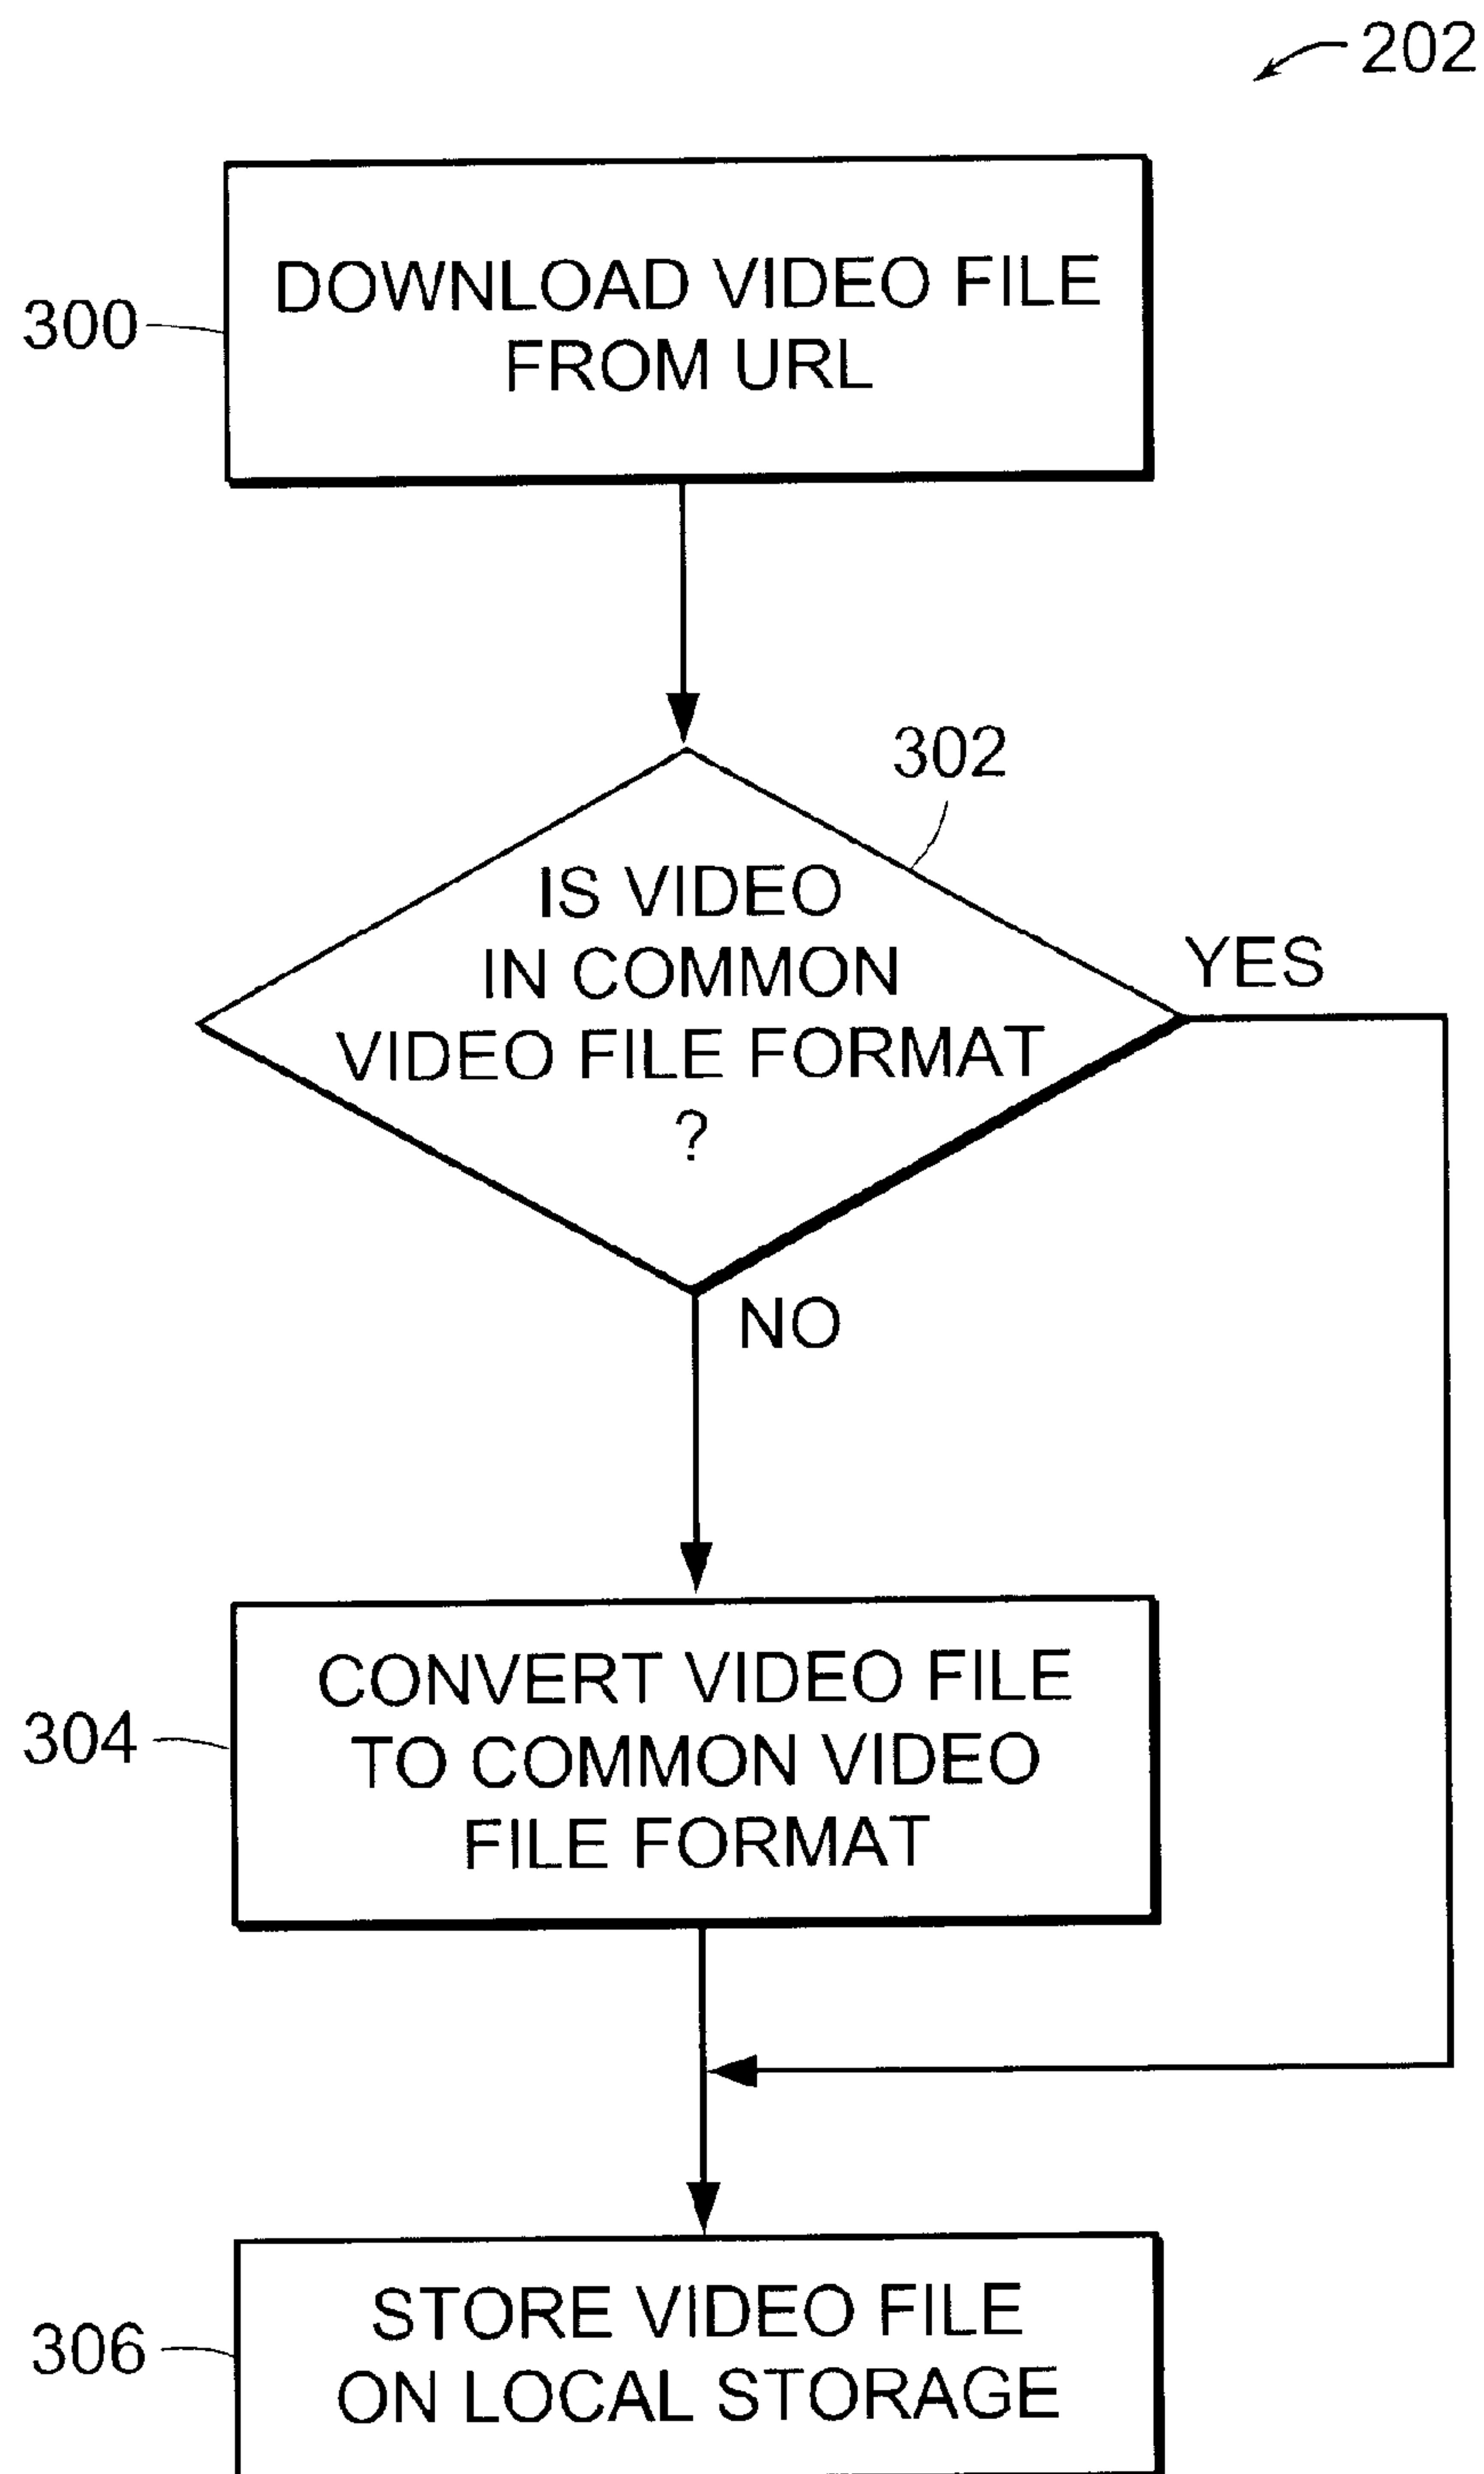 202
DOWNLOAD VIDEO FILE
FROM URL
300
302
IS VIDEO
IN COMMON
VIDEO FILE FORMAT
?
YES
NO
CONVERT VIDEO FILE
TO COMMON VIDEO
FILE FORMAT
304
STORE VIDEO FILE
ON LOCAL STORAGE
306